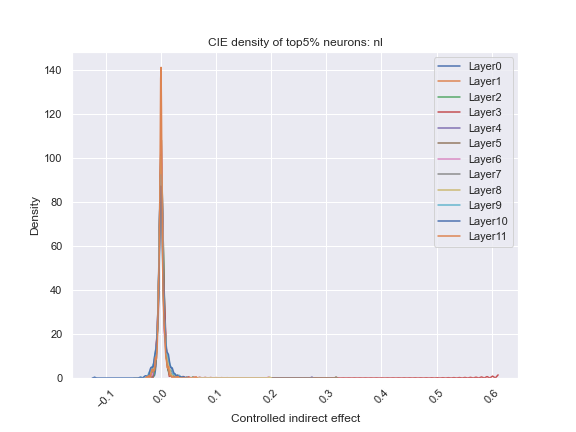 CIE density of top5% neurons: nl
140
120
100
80
60
40
20
0
Density
−0.1
0.0
0.1
0.2
0.3
0.4
0.5
0.6
Controlled indirect effect
Layer0
Layer1
Layer2
Layer3
Layer4
Layer5
Layer6
Layer7
Layer8
Layer9
Layer10
Layer11